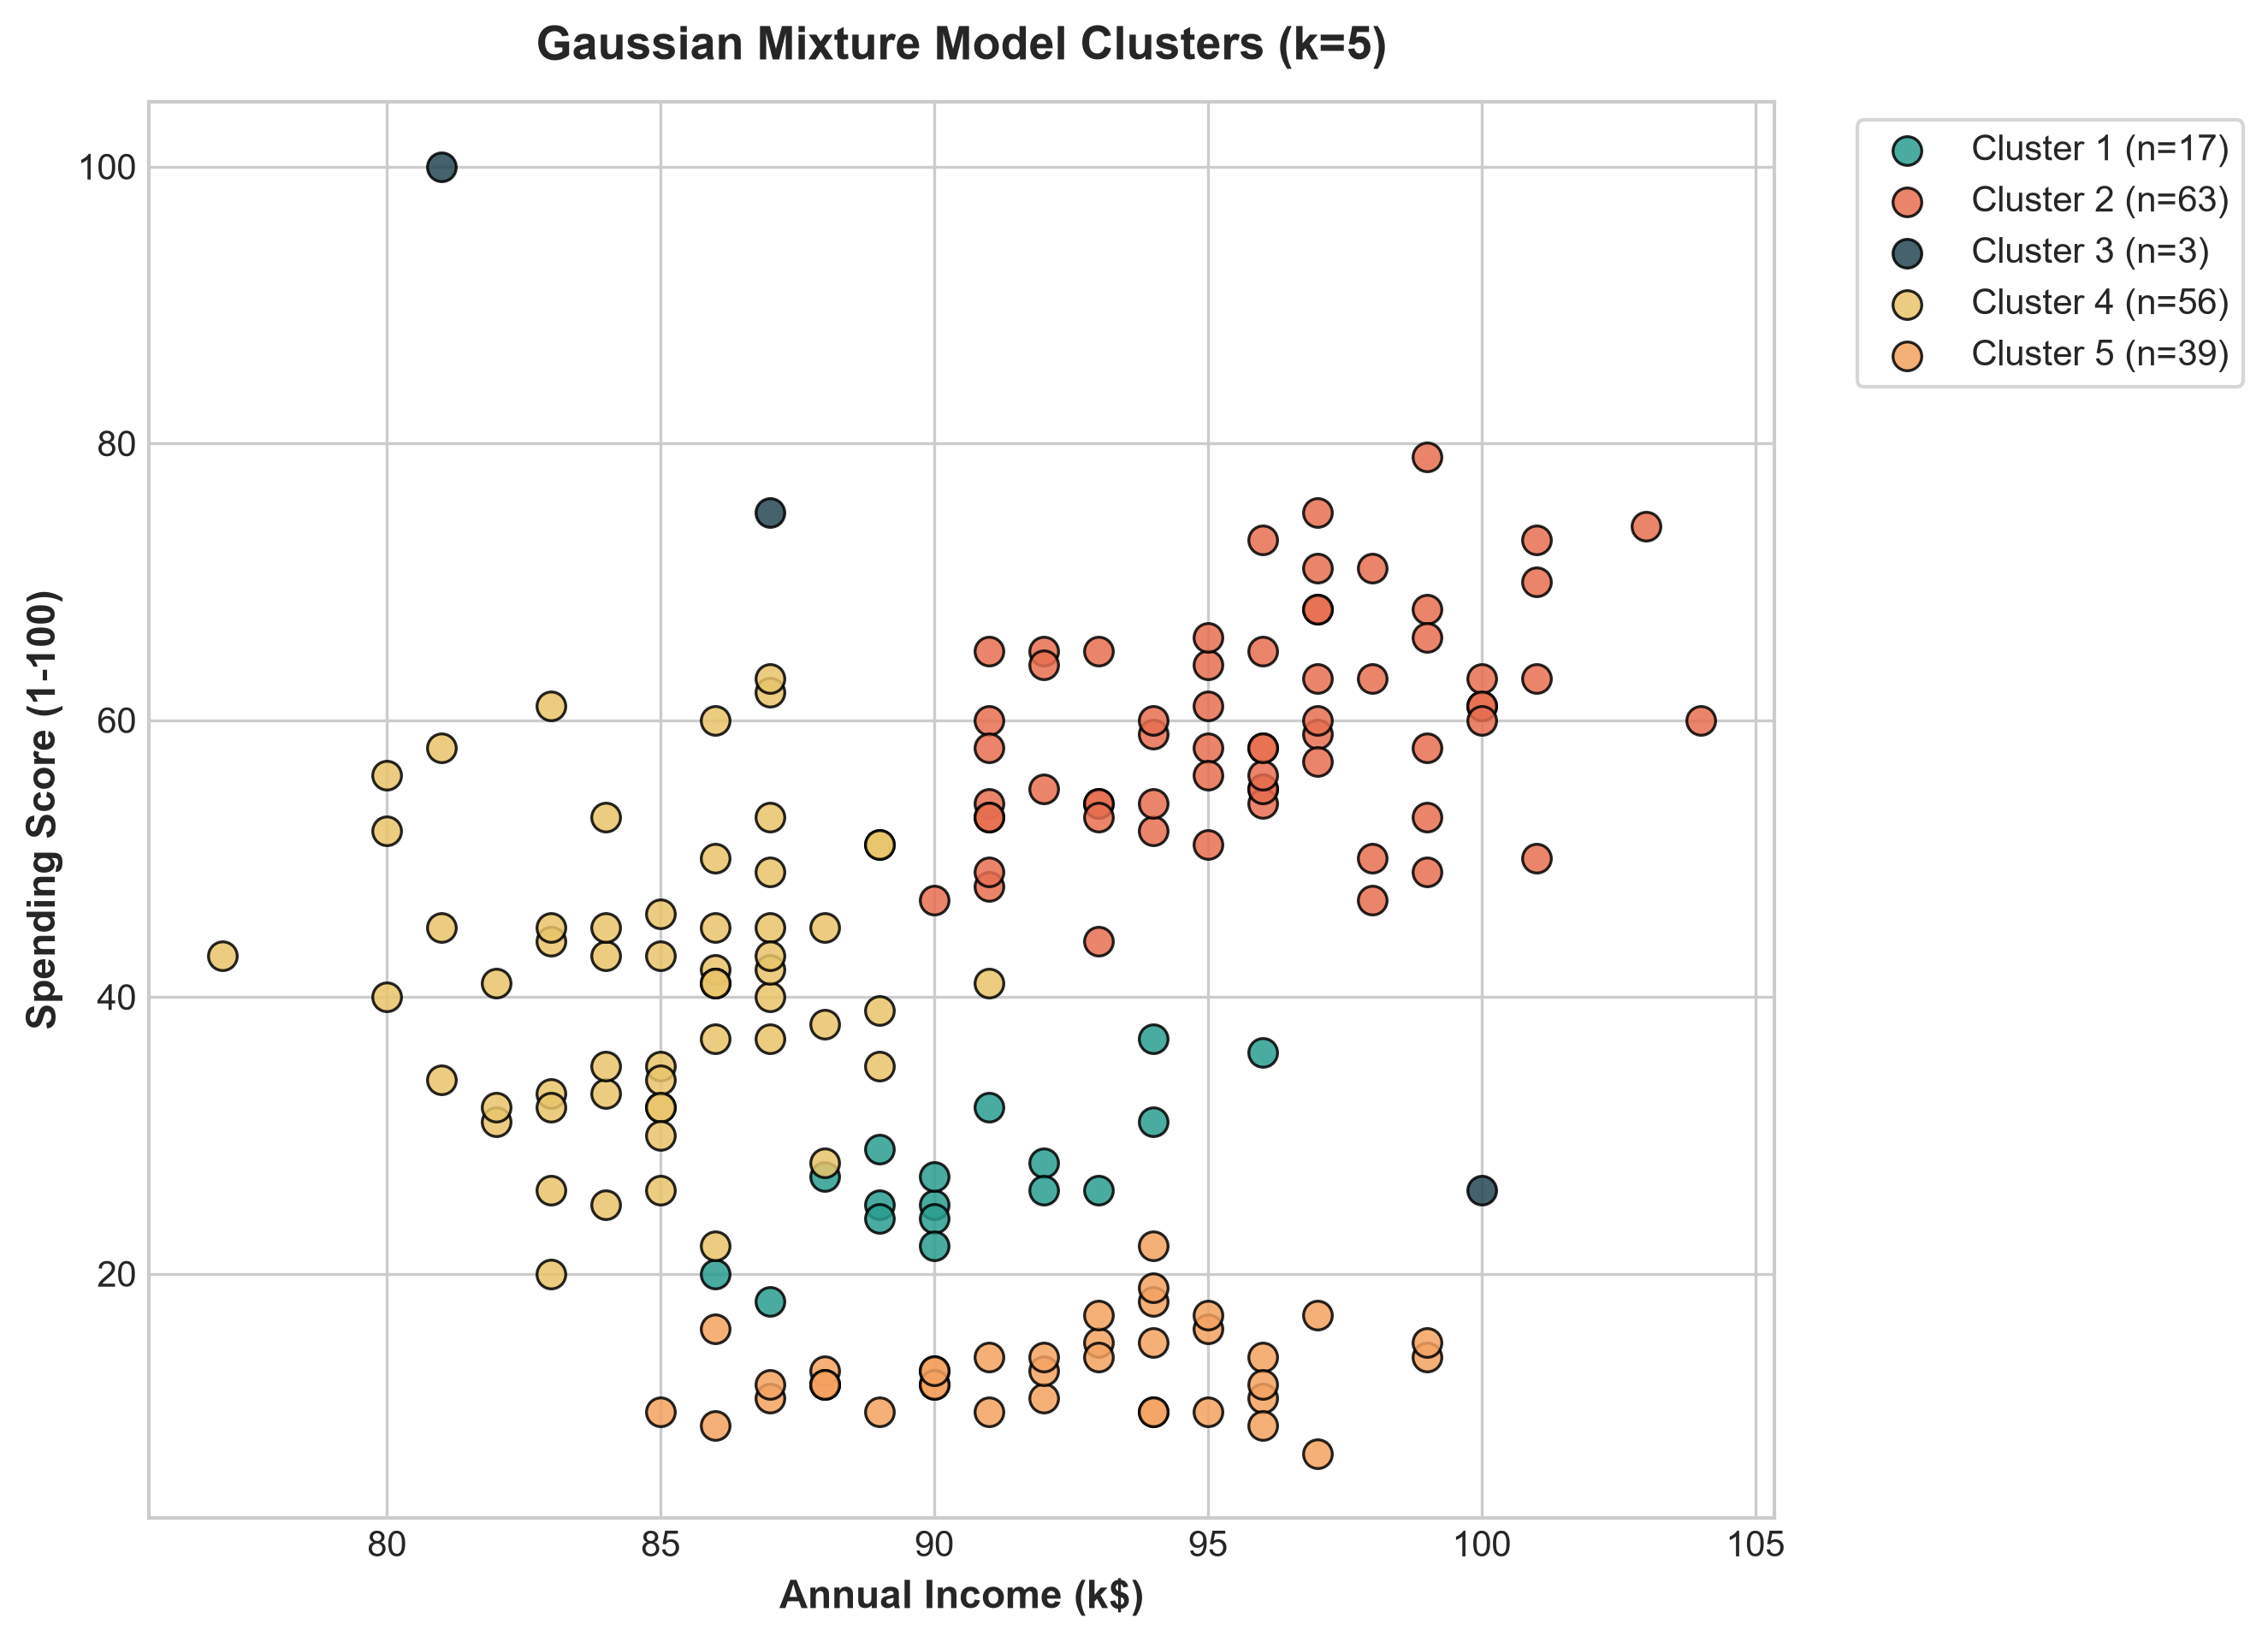 Gaussian Mixture Model Clusters (k=5)
Cluster 1 (n=17)
Cluster 2 (n=63)
Cluster 3 (n=3)
Cluster 4 (n=56)
Cluster 5 (n=39)
Spending Score (1-100)
100
80
60
40
20
80 85 90 95 100 105
Annual Income (k$)